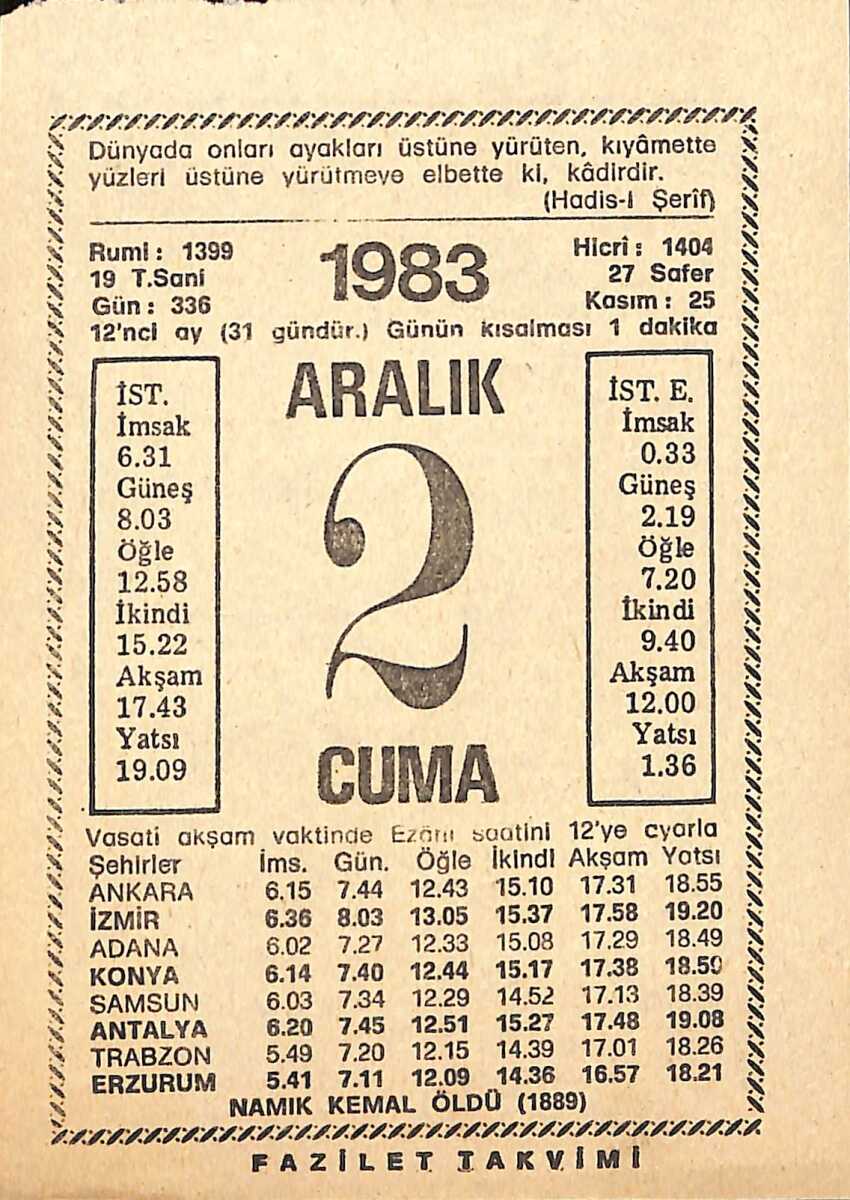 Dünyada onları ayakları üstüne yürüten, kıyâmette
yüzleri üstüne yürütmeye elbette ki, kâdirdir.
(Hadis-i Şerîf)
Rumi: 1399
19 T.Sani
Gün: 336
1983
Hicrî: 1404
27 Safer
Kasım: 25
12'nci ay (31 gündür.) Günün kısalması 1 dakika
İST.
İmsak
6.31
Güneş
8.03
Öğle
12.58
İkindi
15.22
Akşam
17.43
Yatsı
19.09
ARALIK
2
CUMA
İST. E.
İmsak
0.33
Güneş
2.19
Öğle
7.20
İkindi
9.40
Akşam
12.00
Yatsı
1.36
Vasati akşam vaktinde Ezâni saatini 12'ye cyarla
Şehirler İms. Gün. Öğle İkindi Akşam Yatsı
ANKARA 6.15 7.44 12.43 15.10 17.31 18.55
İZMİR 6.36 8.03 13.05 15.37 17.58 19.20
ADANA 6.02 7.27 12.33 15.08 17.29 18.49
KONYA 6.14 7.40 12.44 15.17 17.38 18.59
SAMSUN 6.03 7.34 12.29 14.52 17.13 18.39
ANTALYA 6.20 7.45 12.51 15.27 17.48 19.08
TRABZON 5.49 7.20 12.15 14.39 17.01 18.26
ERZURUM 5.41 7.11 12.09 14.36 16.57 18.21
NAMIK KEMAL ÖLDÜ (1889)
FAZİLET TAKVİMİ